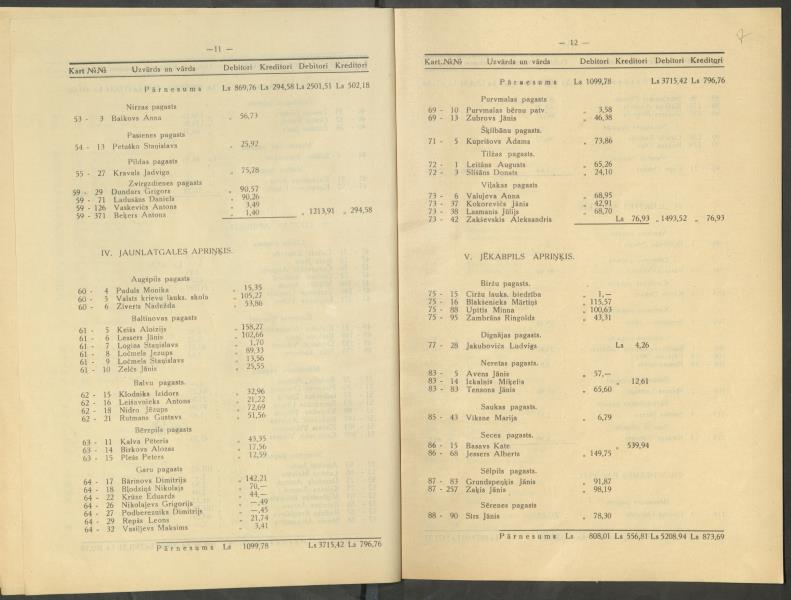 —11 —
Kart №№ Uzvārds un vārds Debitori Kreditori Debitori Kreditori
Pārnesums Ls 869,76 Ls 294,58 Ls 2501,51 Ls 502,18
Nirzas pagasts
53 - 3 Baikovs Anna „ 56,73
Pasienes pagasts
54 - 13 Petuško Staņislavs „ 25,92
Pildas pagasts
55 - 27 Kravals Jadviga „ 75,28
Zvirgzdienes pagasts
59 - 29 Dundurs Grigors „ 90,57
59 - 71 Ladusāns Daniels „ 90,26
59 - 126 Vaskevičs Antons „ 3,49
59 - 371 Beķers Antons „ 1,40 „ 1213,91 „ 294,58
IV. JAUNLATGALES APRIŅĶIS.
Augšpils pagasts
60 - 4 Paduls Monika „ 15,35
60 - 5 Valsts krievu lauks. skola „ 105,27
60 - 6 Ziverts Nadežda „ 53,86
Baltinovas pagasts
61 - 5 Keišs Aloizijs „ 158,27
61 - 6 Lessers Jānis „ 102,66
61 - 7 Logins Staņislavs „ 1,70
61 - 8 Ločmels Jezups „ 89,33
61 - 9 Ločmels Staņislavs „ 13,56
61 - 10 Zelčs Jānis „ 25,55
Balvu pagasts.
62 - 15 Klodniks Izidors „ 32,96
62 - 16 Leišavnieks Antons „ 21,22
62 - 18 Nidro Jēzups „ 72,69
62 - 21 Rutmans Gustavs „ 51,56
Bērzpils pagasts
63 - 11 Kalva Pēteris „ 43,35
63 - 14 Birkovs Alozas „ 17,56
63 - 15 Plešs Peters „ 12,59
Garu pagasts
64 - 17 Bārinovs Dimitrijs „ 142,21
64 - 18 Bļodziņš Nikolajs „ 70,—
64 - 22 Krūze Eduards „ 44,—
64 - 26 Nikolajevs Grigorijs „ —,49
64 - 27 Podberezniks Dimitrijs „ —,45
64 - 29 Repšs Leons „ 21,74
64 - 32 Vasiļjevs Maksims „ 3,41
Pārnesums Ls 1099,78 Ls 3715,42 Ls 796,76
— 12 —
Kart. №№ Uzvārds un vārds Debitori Kreditori Debitori Kreditori
Pārnesums Ls 1099,78 Ls 3715,42 Ls 796,76
Purvmalas pagasts
69 - 10 Purvmalas bērnu patv. „ 3,58
69 - 13 Zubrovs Jānis „ 46,38
Šķilbānu pagasts.
71 - 5 Kuprišovs Ādams „ 73,86
Tilžas pagasts.
72 - 1 Leitāns Augusts „ 65,26
72 - 3 Slišāns Donats „ 24,10
Viļakas pagasts
73 - 6 Valujeva Anna „ 68,95
73 - 37 Kokorevičs Jānis „ 42,91
73 - 38 Lasmanis Jūlijs „ 68,70
73 - 42 Zakševskis Aleksandris Ls 76,93 „ 1493,52 „ 76,93
V. JĒKABPILS APRIŅĶIS.
Biržu pagasts.
75 - 15 Ciržu lauks. biedrība „ 1,—
75 - 16 Blakšenieks Mārtiņš „ 115,57
75 - 88 Upitis Minna „ 100,63
75 - 95 Zambrāns Ringolds „ 43,31
Dignājas pagasts.
77 - 28 Jakubovičs Ludvigs Ls 4,26
Neretas pagasts.
83 - 5 Avens Jānis „ 57,—
83 - 14 Ickalnis Miķelis „ 12,61
83 - 83 Tensons Jānis „ 65,60
Saukas pagasts.
85 - 43 Viksne Marija „ 6,79
Seces pagasts.
86 - 15 Basavs Kate „ 539,94
86 - 68 Jessers Alberts „ 149,75
Sēlpils pagasts.
87 - 83 Grundspeņķis Jānis „ 91,87
87 - 257 Zaķis Jānis „ 98,19
Sērenes pagasts
88 - 90 Sirs Jānis „ 78,30
Pārnesums Ls 808,01 Ls 556,81 Ls 5208.94 Ls 873,69